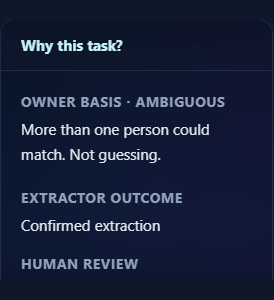 Why this task?
OWNER BASIS · AMBIGUOUS
More than one person could
match. Not guessing.
EXTRACTOR OUTCOME
Confirmed extraction
HUMAN REVIEW